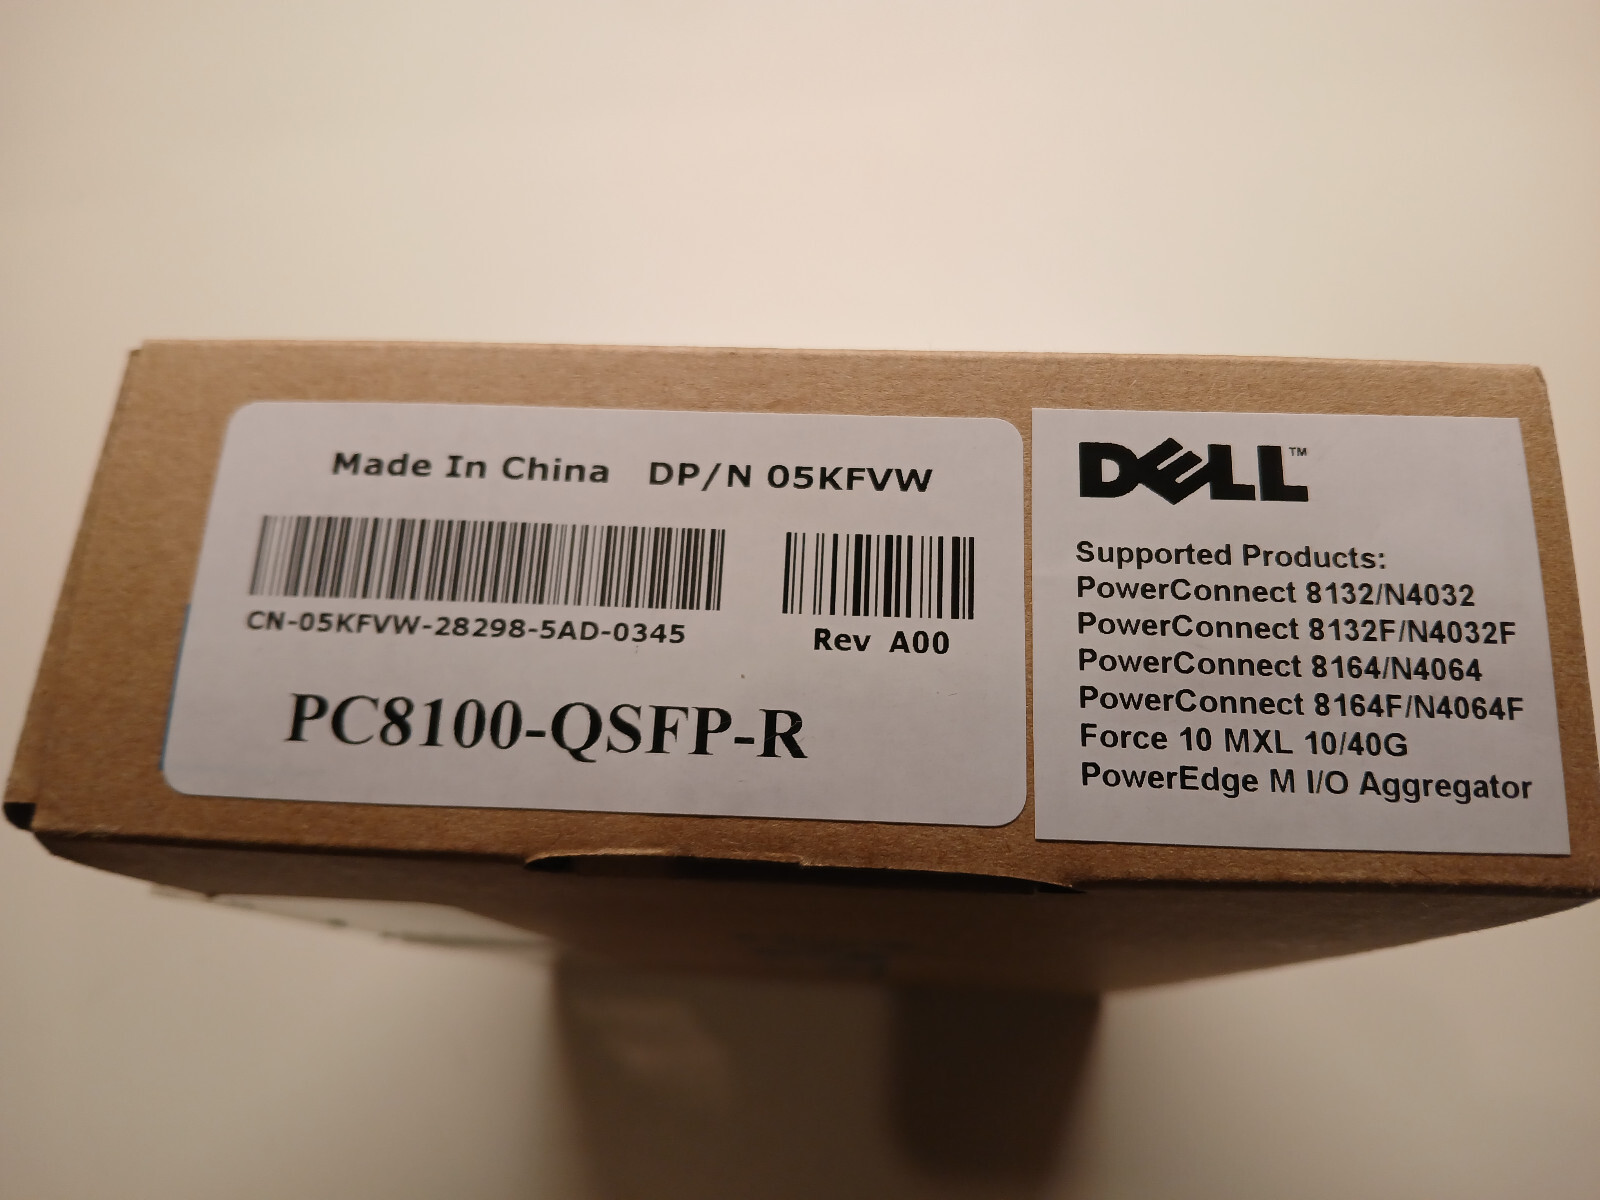 Made In China DP/N 05KFVW
CN-05KFVW-28298-5AD-0345
Rev A00
PC8100-QSFP-R
DELL™
Supported Products:
PowerConnect 8132/N4032
PowerConnect 8132F/N4032F
PowerConnect 8164/N4064
PowerConnect 8164F/N4064F
Force 10 MXL 10/40G
PowerEdge M I/O Aggregator